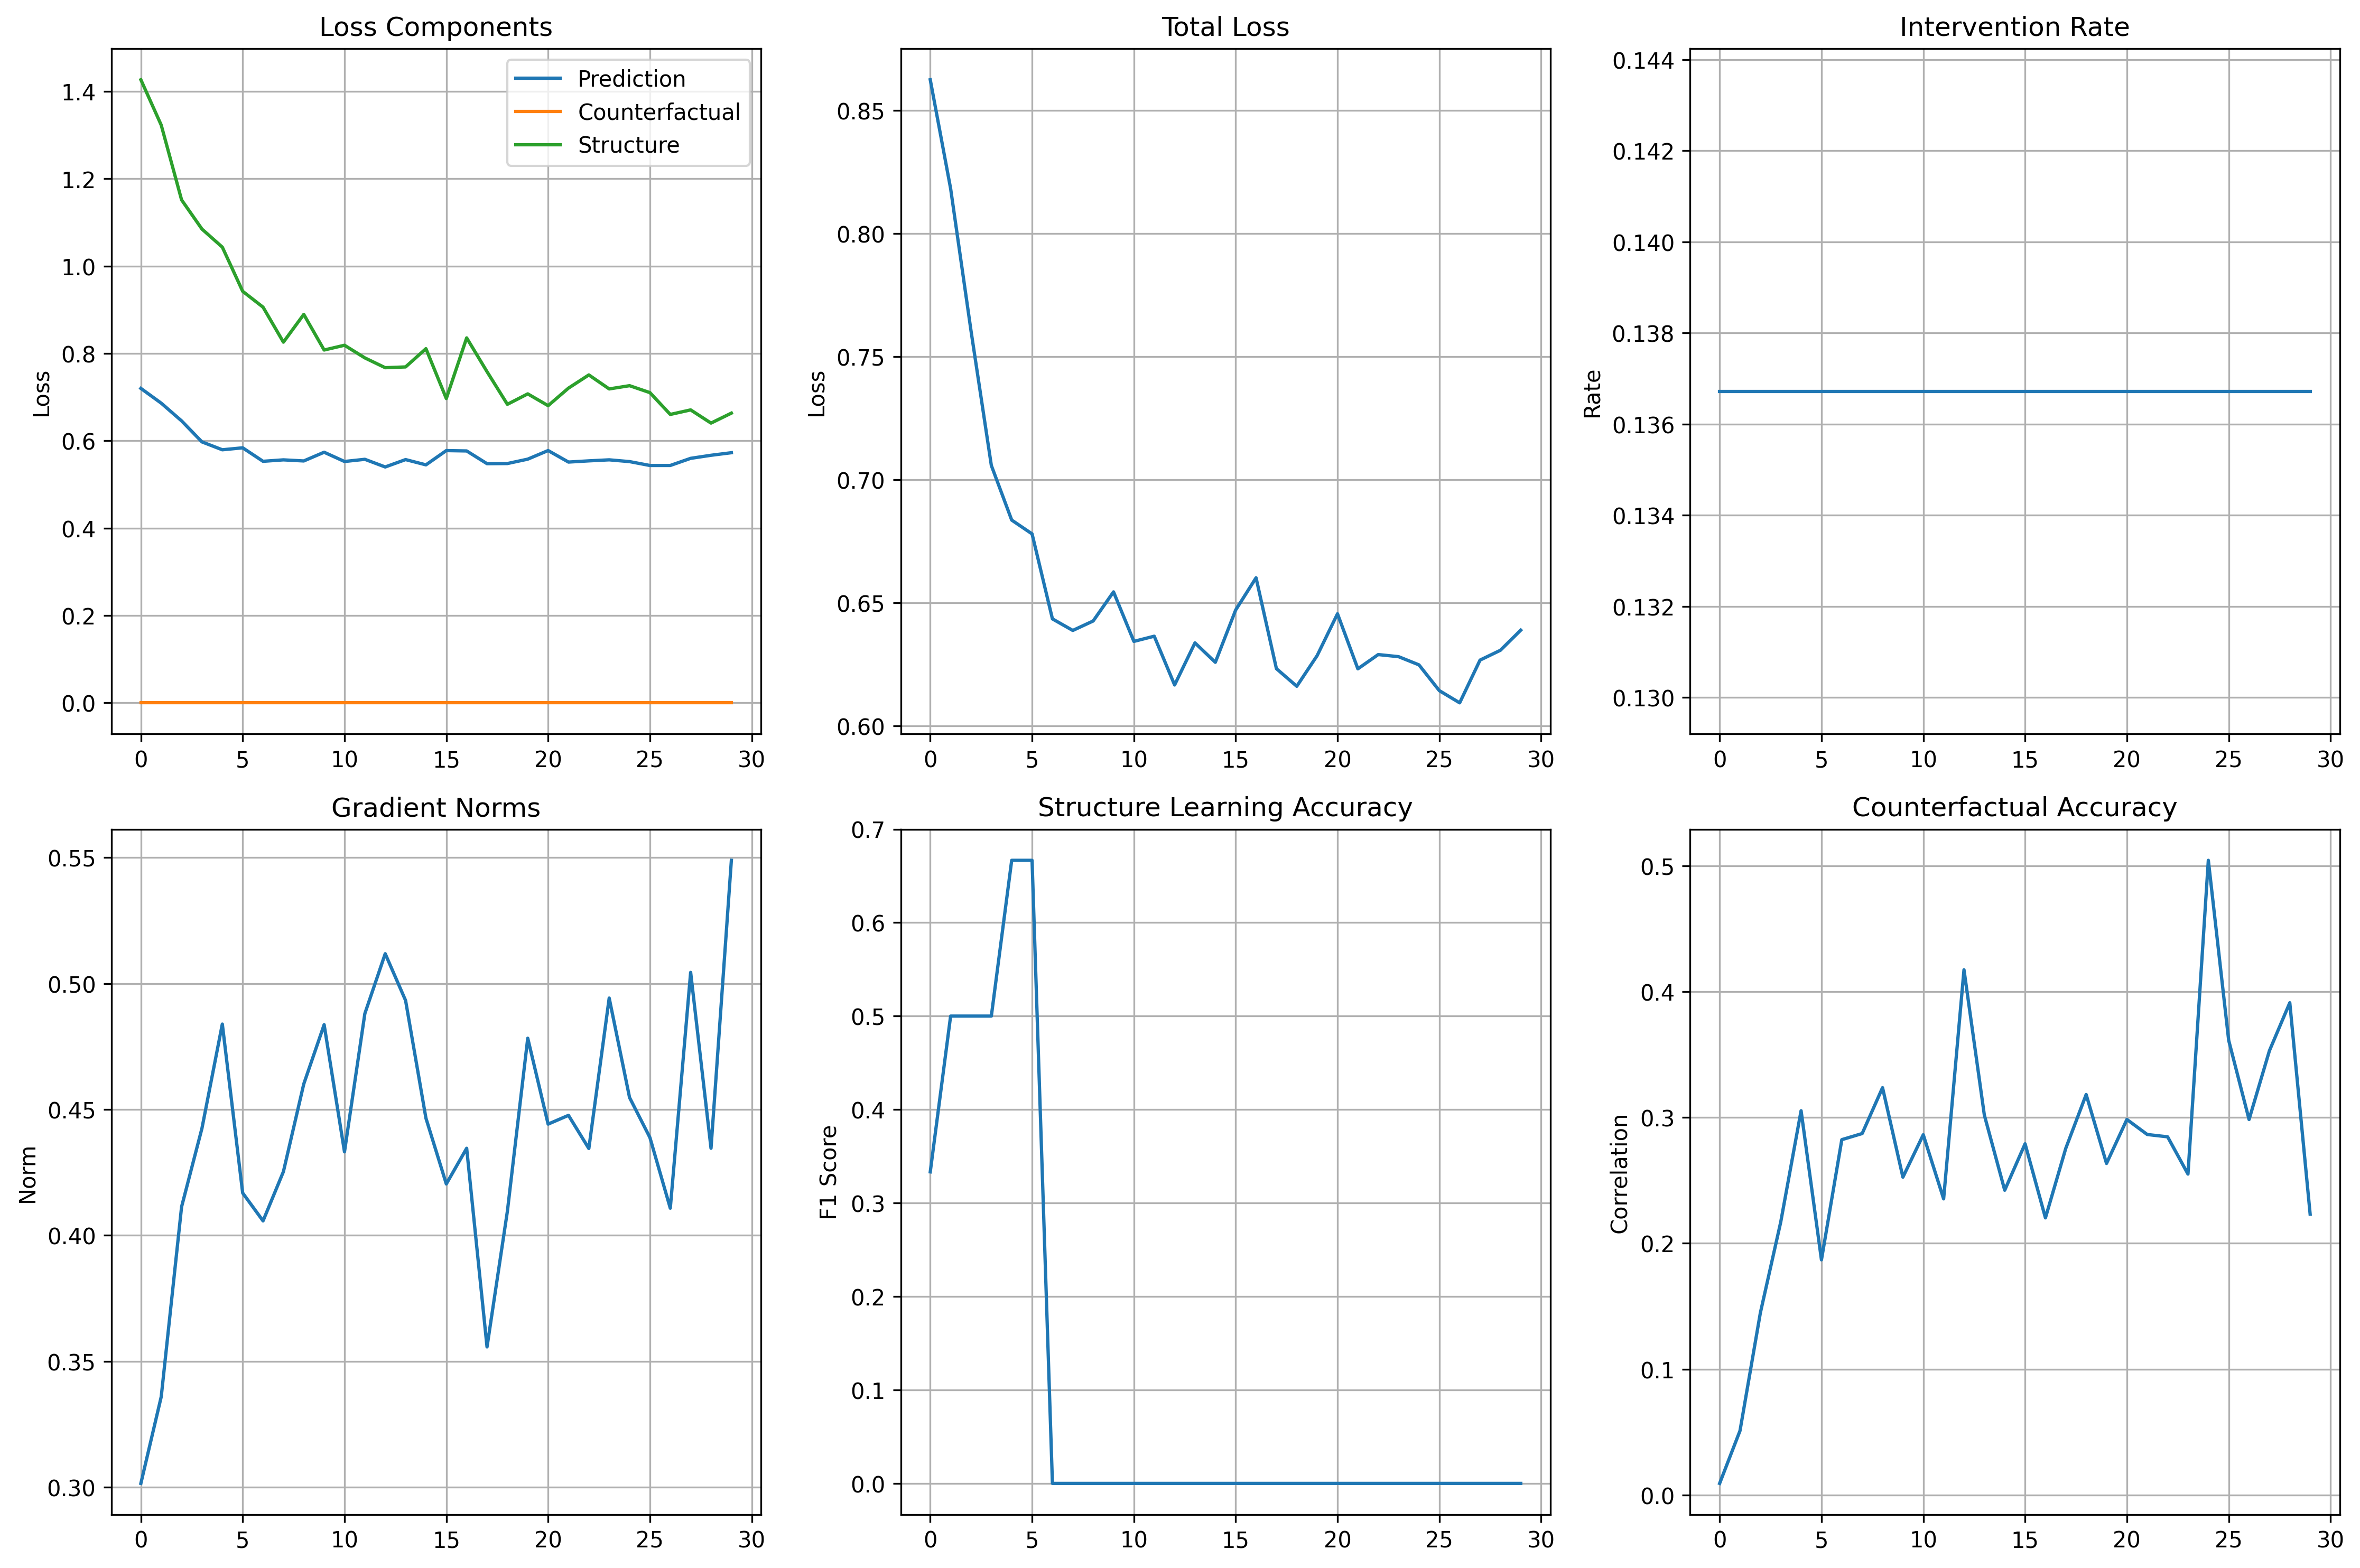 Loss Components
Loss
1.4
1.2
1.0
0.8
0.6
0.4
0.2
0.0
Prediction
Counterfactual
Structure
0 5 10 15 20 25 30
Total Loss
Loss
0.85
0.80
0.75
0.70
0.65
0.60
0 5 10 15 20 25 30
Intervention Rate
Rate
0.144
0.142
0.140
0.138
0.136
0.134
0.132
0.130
0 5 10 15 20 25 30
Gradient Norms
Norm
0.55
0.50
0.45
0.40
0.35
0.30
0 5 10 15 20 25 30
Structure Learning Accuracy
F1 Score
0.7
0.6
0.5
0.4
0.3
0.2
0.1
0.0
0 5 10 15 20 25 30
Counterfactual Accuracy
Correlation
0.5
0.4
0.3
0.2
0.1
0.0
0 5 10 15 20 25 30